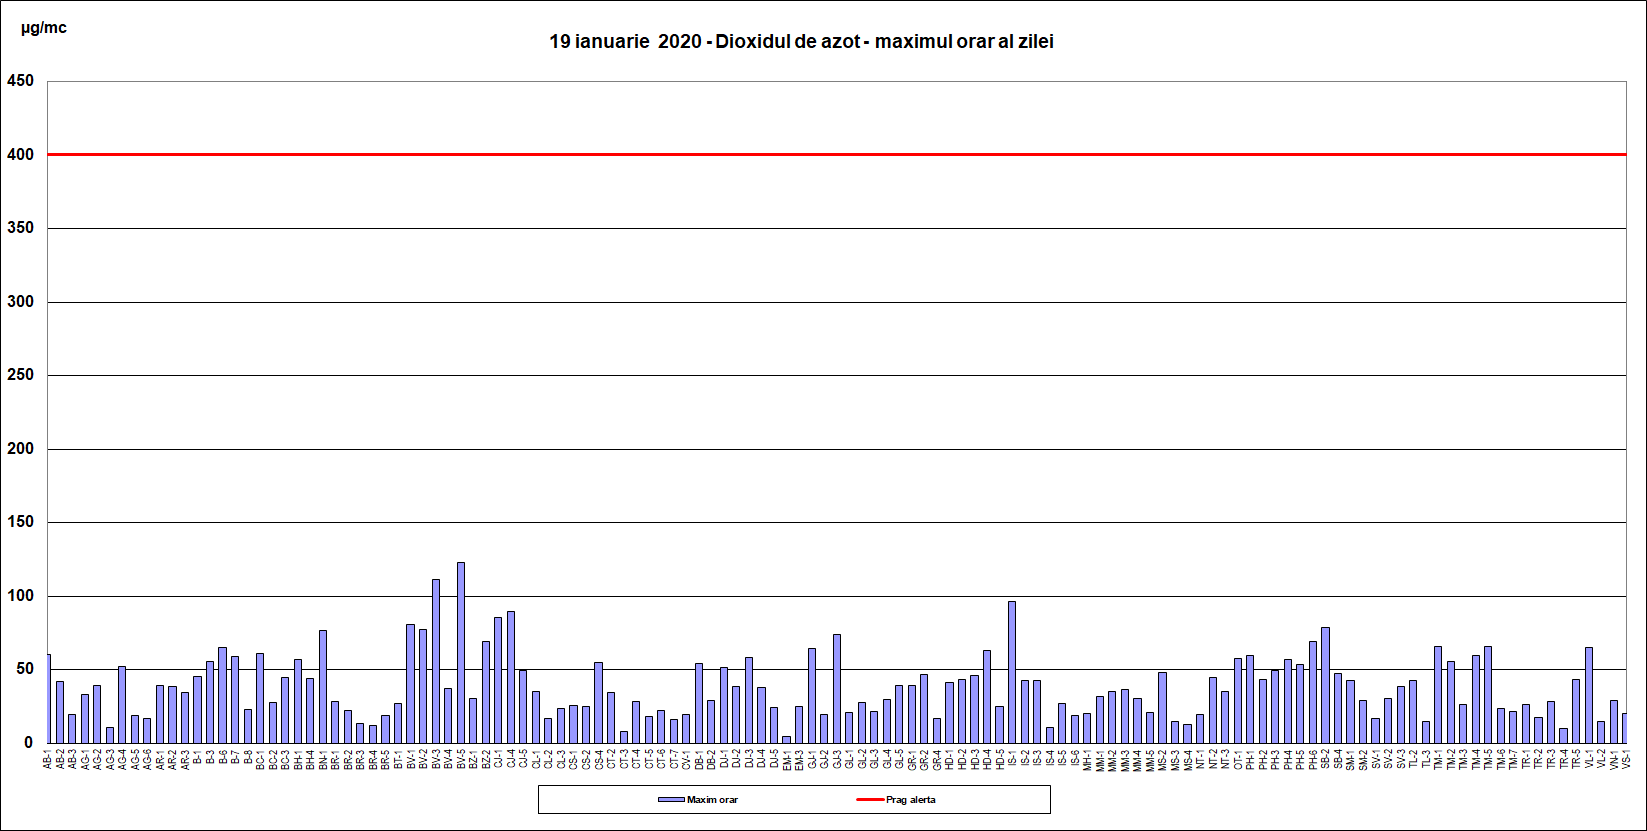 µg/mc
19 ianuarie 2020 - Dioxidul de azot - maximul orar al zilei
450
400
350
300
250
200
150
100
50
0
AB-1 AB-2 AB-3 AG-1 AG-2 AG-3 AG-4 AG-5 AG-6 AR-1 AR-2 AR-3 B-1 B-3 B-6 B-7 B-8 BC-1 BC-2 BC-3 BH-1 BH-4 BN-1 BR-1 BR-2 BR-3 BR-4 BR-5 BT-1 BV-1 BV-2 BV-3 BV-4 BV-5 BZ-1 BZ-2 CJ-1 CJ-4 CJ-5 CL-1 CL-2 CL-3 CS-1 CS-2 CS-4 CT-2 CT-3 CT-4 CT-5 CT-6 CT-7 CV-1 DB-1 DB-2 DJ-1 DJ-2 DJ-3 DJ-4 DJ-5 EM-1 EM-3 GJ-1 GJ-2 GJ-3 GL-1 GL-2 GL-3 GL-4 GL-5 GR-1 GR-2 GR-4 HD-1 HD-2 HD-3 HD-4 HD-5 IS-1 IS-2 IS-3 IS-4 IS-5 IS-6 MH-1 MM-1 MM-2 MM-3 MM-4 MM-5 MS-2 MS-3 MS-4 NT-1 NT-2 NT-3 OT-1 PH-1 PH-2 PH-3 PH-4 PH-5 PH-6 SB-2 SB-4 SM-1 SM-2 SV-1 SV-2 SV-3 TL-2 TL-3 TM-1 TM-2 TM-3 TM-4 TM-5 TM-6 TM-7 TR-1 TR-2 TR-3 TR-4 TR-5 VL-1 VL-2 VN-1 VS-1
Maxim orar
Prag alerta